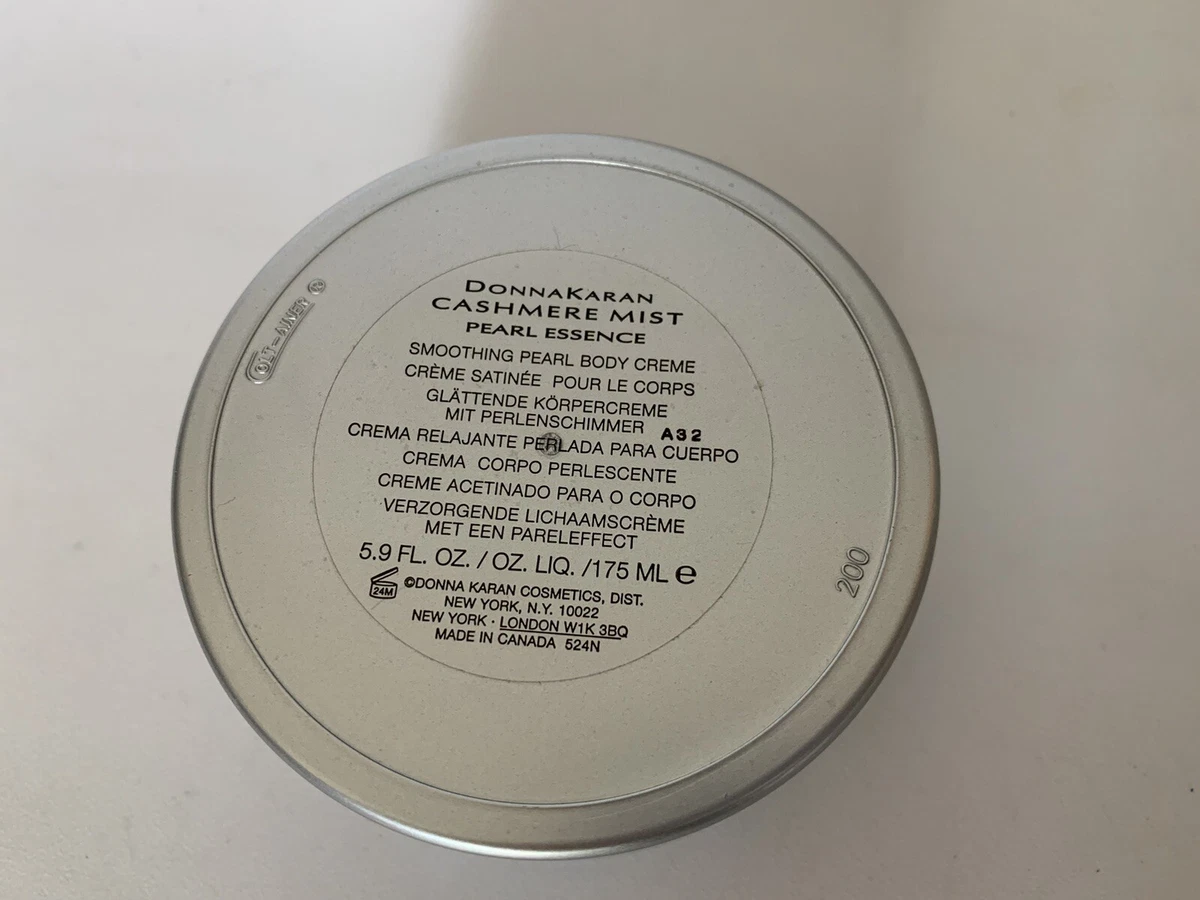 DONNAKARAN
CASHMERE MIST
PEARL ESSENCE
SMOOTHING PEARL BODY CREME
CRÈME SATINÉE POUR LE CORPS
GLÄTTENDE KÖRPERCREME
MIT PERLENSCHIMMER A32
CREMA RELAJANTE PERLADA PARA CUERPO
CREMA CORPO PERLESCENTE
CREME ACETINADO PARA O CORPO
VERZORGENDE LICHAAMSCRÈME
MET EEN PARELEFFECT
5.9 FL. OZ. / OZ. LIQ. /175 ML ℮
24M
©DONNA KARAN COSMETICS, DIST.
NEW YORK, N.Y. 10022
NEW YORK · LONDON W1K 3BQ
MADE IN CANADA 524N
200